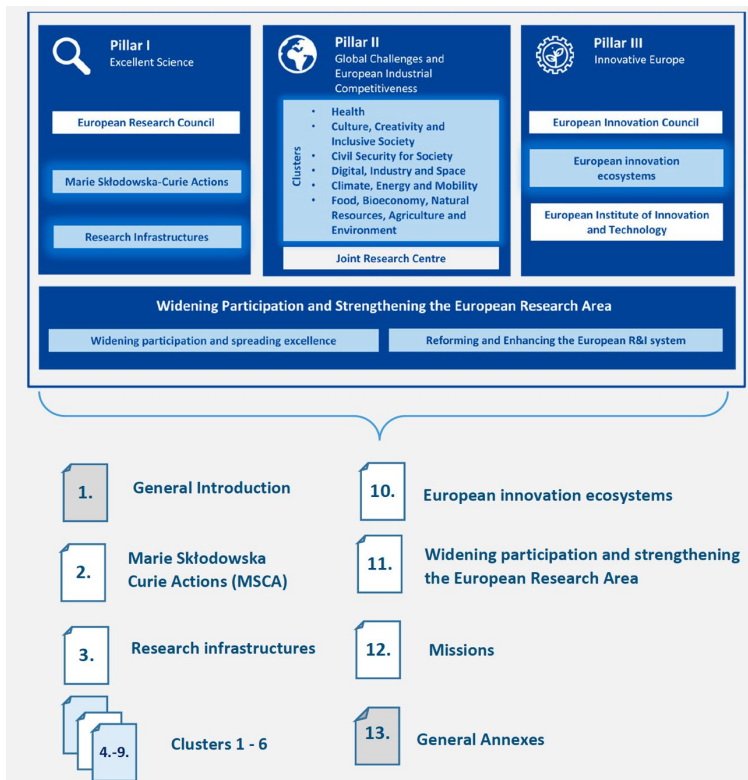 Pillar I
Excellent Science
European Research Council
Marie Skłodowska-Curie Actions
Research Infrastructures
Pillar II
Global Challenges and
European Industrial
Competitiveness
Clusters
• Health
• Culture, Creativity and
Inclusive Society
• Civil Security for Society
• Digital, Industry and Space
• Climate, Energy and Mobility
• Food, Bioeconomy, Natural
Resources, Agriculture and
Environment
Joint Research Centre
Pillar III
Innovative Europe
European Innovation Council
European innovation
ecosystems
European Institute of Innovation
and Technology
Widening Participation and Strengthening the European Research Area
Widening participation and spreading excellence
Reforming and Enhancing the European R&I system
1. General Introduction
2. Marie Skłodowska
Curie Actions (MSCA)
3. Research infrastructures
4.-9. Clusters 1 - 6
10. European innovation ecosystems
11. Widening participation and strengthening
the European Research Area
12. Missions
13. General Annexes